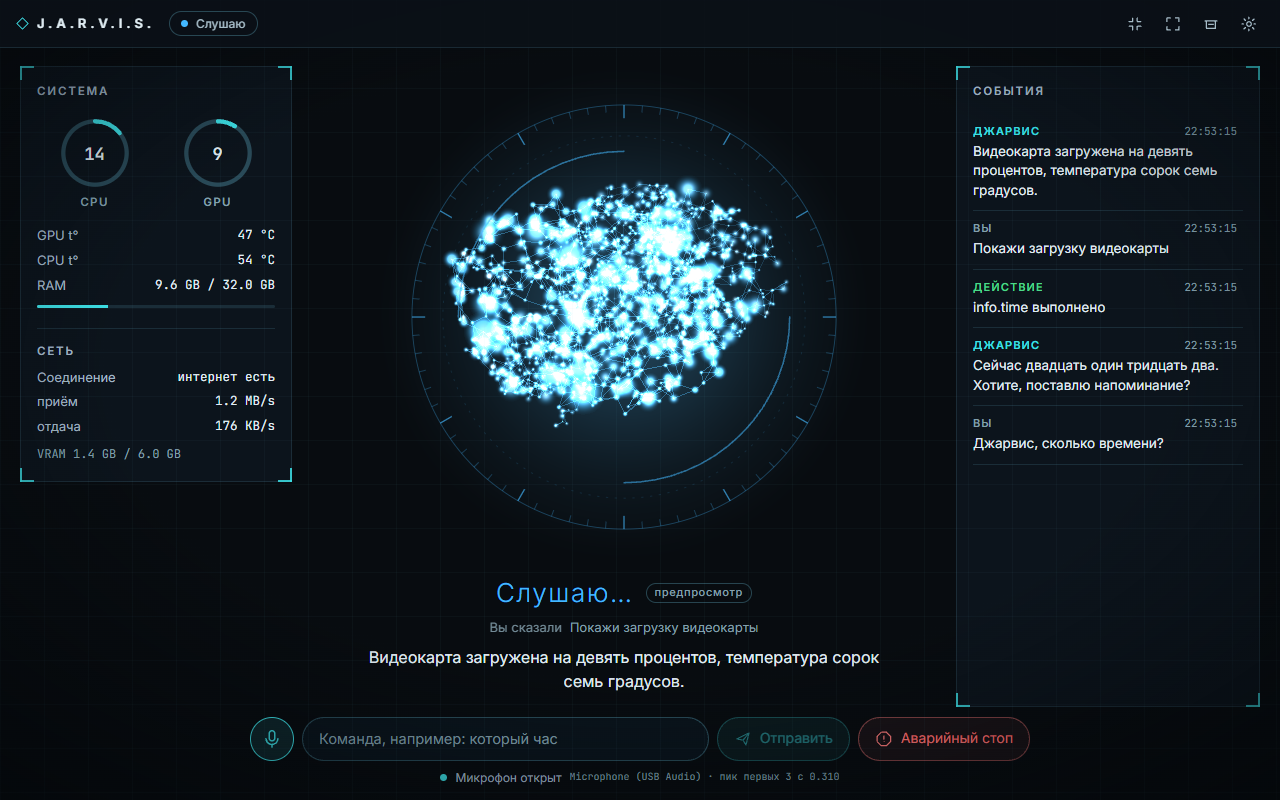 J.A.R.V.I.S.
Слушаю
СИСТЕМА
14
9
CPU
GPU
GPU t° 47 °C
CPU t° 54 °C
RAM 9.6 GB / 32.0 GB
СЕТЬ
Соединение интернет есть
приём 1.2 MB/s
отдача 176 KB/s
VRAM 1.4 GB / 6.0 GB
Слушаю...
предпросмотр
Вы сказали Покажи загрузку видеокарты
Видеокарта загружена на девять процентов, температура сорок
семь градусов.
Команда, например: который час
Отправить
Аварийный стоп
Микрофон открыт Microphone (USB Audio) · пик первых 3 с 0.310
СОБЫТИЯ
ДЖАРВИС 22:53:15
Видеокарта загружена на девять
процентов, температура сорок семь
градусов.
ВЫ 22:53:15
Покажи загрузку видеокарты
ДЕЙСТВИЕ 22:53:15
info.time выполнено
ДЖАРВИС 22:53:15
Сейчас двадцать один тридцать два.
Хотите, поставлю напоминание?
ВЫ 22:53:15
Джарвис, сколько времени?